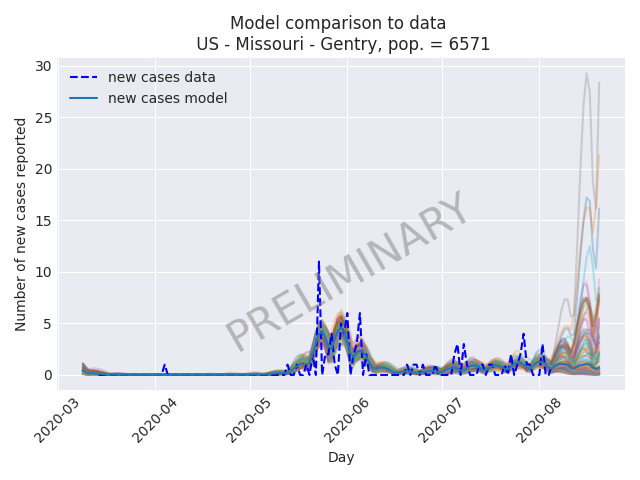 Model comparison to data
US - Missouri - Gentry, pop. = 6571
new cases data
new cases model
30
25
20
15
10
5
0
Number of new cases reported
PRELIMINARY
2020-03
2020-04
2020-05
2020-06
2020-07
2020-08
Day